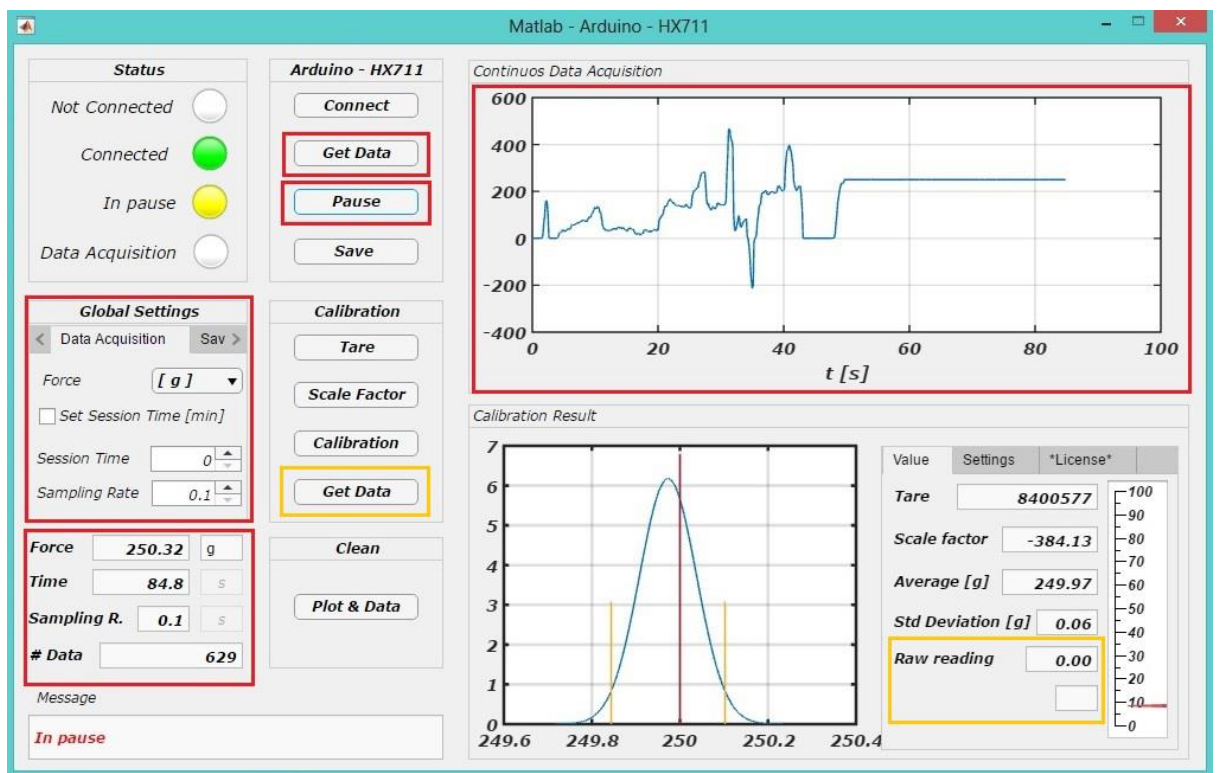 Matlab - Arduino - HX711
Status
Not Connected
Connected
In pause
Data Acquisition
Arduino - HX711
Connect
Get Data
Pause
Save
Continuos Data Acquisition
600
400
200
0
-200
-400
0 20 40 60 80 100
t [s]
Global Settings
< Data Acquisition Sav >
Force [ g ]
Set Session Time [min]
Session Time 0
Sampling Rate 0.1
Calibration
Tare
Scale Factor
Calibration
Get Data
Force 250.32 g
Time 84.8 s
Sampling R. 0.1 s
# Data 629
Clean
Plot & Data
Message
In pause
Calibration Result
7
6
5
4
3
2
1
0
249.6 249.8 250 250.2 250.4
Value Settings *License*
Tare 8400577
Scale factor -384.13
Average [g] 249.97
Std Deviation [g] 0.06
Raw reading 0.00
100
90
80
70
60
50
40
30
20
10
0